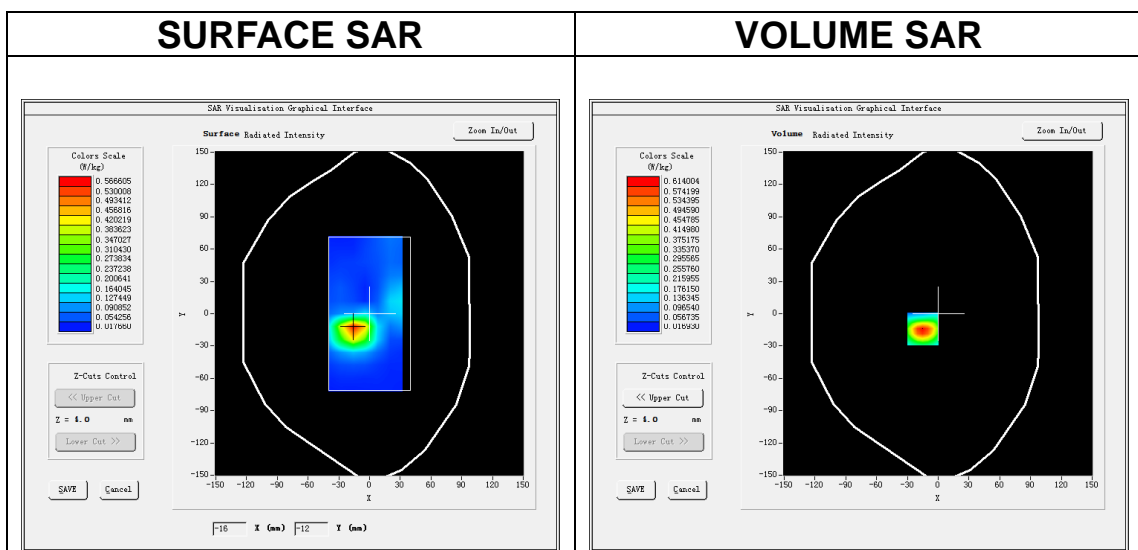 SURFACE SAR
SAR Visualisation Graphical Interface
Surface Radiated Intensity
Zoom In/Out
Colors Scale
(W/kg)
0.566605
0.530008
0.493412
0.456816
0.420219
0.383623
0.347027
0.310430
0.273834
0.237238
0.200641
0.164045
0.127449
0.090852
0.054256
0.017660
Z-Cuts Control
<< Upper Cut
Z = 4.0 mm
Lower Cut >>
SAVE Cancel
150
120
90
60
30
0
-30
-60
-90
-120
-150
Y
-150 -120 -90 -60 -30 0 30 60 90 120 150
X
-16 X (mm) -12 Y (mm)
VOLUME SAR
SAR Visualisation Graphical Interface
Volume Radiated Intensity
Zoom In/Out
Colors Scale
(W/kg)
0.614004
0.574199
0.534395
0.494590
0.454785
0.414980
0.375175
0.335370
0.295565
0.255760
0.215955
0.176150
0.136345
0.096540
0.056735
0.016930
Z-Cuts Control
<< Upper Cut
Z = 4.0 mm
Lower Cut >>
SAVE Cancel
150
120
90
60
30
0
-30
-60
-90
-120
-150
Y
-150 -120 -90 -60 -30 0 30 60 90 120 150
X